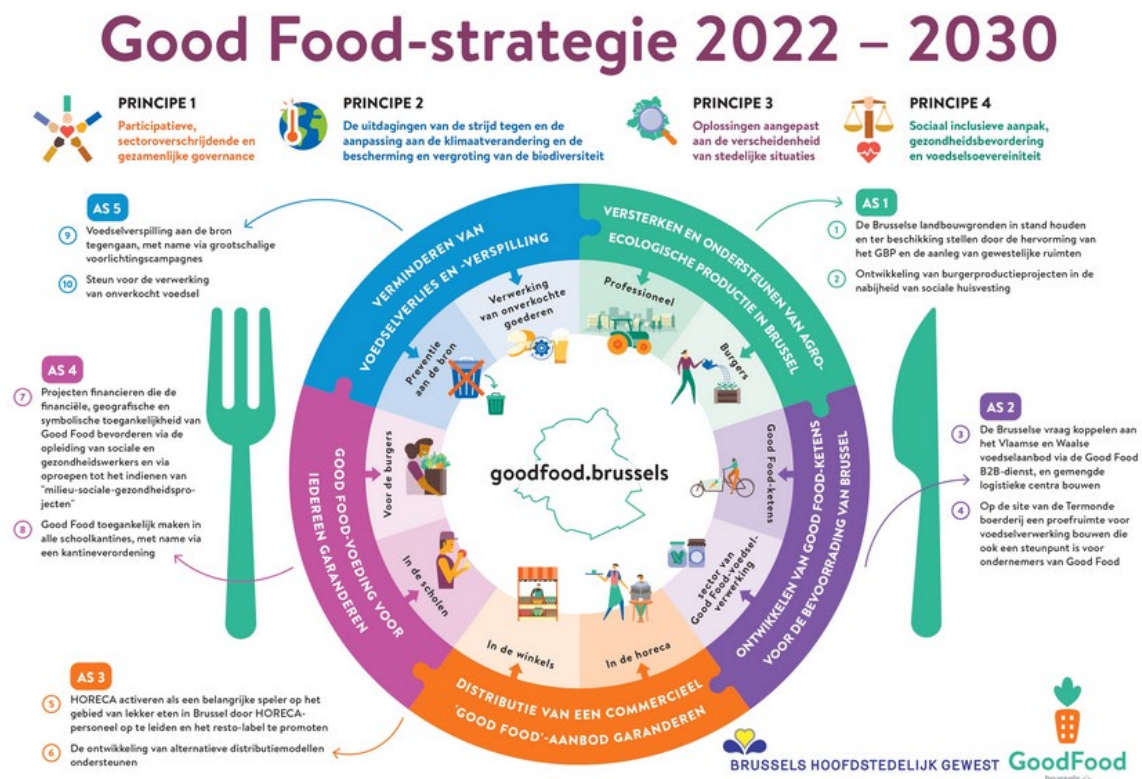 Good Food-strategie 2022 – 2030
PRINCIPE 1
Participatieve,
sectoroverschrijdende en
gezamenlijke governance
PRINCIPE 2
De uitdagingen van de strijd tegen en de
aanpassing aan de klimaatverandering en de
bescherming en vergroting van de biodiversiteit
PRINCIPE 3
Oplossingen aangepast
aan de verscheidenheid
van stedelijke situaties
PRINCIPE 4
Sociaal inclusieve aanpak,
gezondheidsbevordering
en voedselsoevereiniteit
AS 5
9 Voedselverspilling aan de bron
tegengaan, met name via grootschalige
voorlichtingscampagnes
10 Steun voor de verwerking
van onverkocht voedsel
AS 1
1 De Brusselse landbouwgronden in stand houden
en ter beschikking stellen door de hervorming van
het GBP en de aanleg van gewestelijke ruimten
2 Ontwikkeling van burgerproductieprojecten in de
nabijheid van sociale huisvesting
AS 4
7 Projecten financieren die de
financiële, geografische en
symbolische toegankelijkheid van
Good Food bevorderen via de
opleiding van sociale en
gezondheidswerkers en via
oproepen tot het indienen van
"milieu-sociale-gezondheidspro-
jecten"
8 Good Food toegankelijk maken in
alle schoolkantines, met name via
een kantineverordening
AS 2
3 De Brusselse vraag koppelen aan
het Vlaamse en Waalse
voedselaanbod via de Good Food
B2B-dienst, en gemengde
logistieke centra bouwen
4 Op de site van de Termonde
boerderij een proefruimte voor
voedselverwerking bouwen die
ook een steunpunt is voor
ondernemers van Good Food
AS 3
5 HORECA activeren als een belangrijke speler op het
gebied van lekker eten in Brussel door HORECA-
personeel op te leiden en het resto-label te promoten
6 De ontwikkeling van alternatieve distributiemodellen
ondersteunen
VERMINDEREN VAN
VOEDSELVERLIES EN -VERSPILLING
Verwerking
van onverkochte
goederen
Preventie
aan de bron
VERSTERKEN EN ONDERSTEUNEN VAN AGRO-
ECOLOGISCHE PRODUCTIE IN BRUSSEL
Professioneel
Burgers
ONTWIKKELEN VAN GOOD FOOD-KETENS
VOOR DE BEVOORRADING VAN BRUSSEL
Good Food-ketens
sector van
Good Food-voedsel-
verwerking
DISTRIBUTIE VAN EEN COMMERCIEEL
'GOOD FOOD'-AANBOD GARANDEREN
In de horeca
In de winkels
GOOD FOOD-VOEDING VOOR
IEDEREEN GARANDEREN
In de scholen
Voor de burgers
goodfood.brussels
BRUSSELS HOOFDSTEDELIJK GEWEST
GoodFood